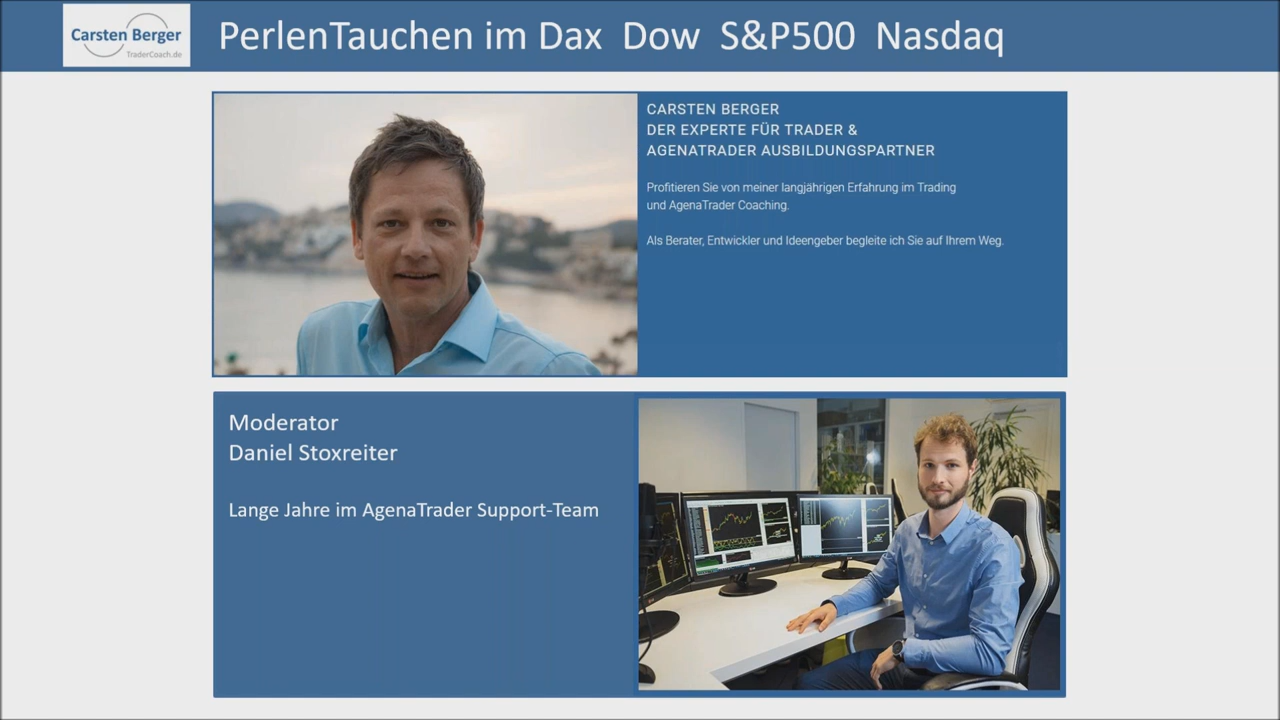 Carsten Berger
TraderCoach.de
PerlenTauchen im Dax Dow S&P500 Nasdaq
CARSTEN BERGER
DER EXPERTE FÜR TRADER &
AGENATRADER AUSBILDUNGSPARTNER
Profitieren Sie von meiner langjährigen Erfahrung im Trading
und AgenaTrader Coaching.
Als Berater, Entwickler und Ideengeber begleite ich Sie auf Ihrem Weg.
Moderator
Daniel Stoxreiter
Lange Jahre im AgenaTrader Support-Team